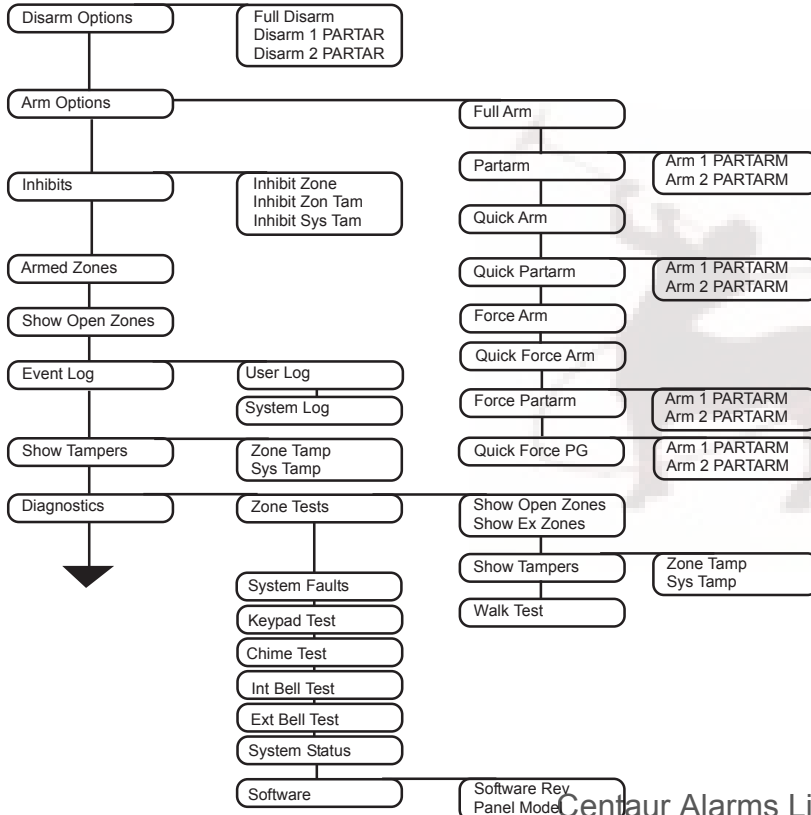 Disarm Options
Full Disarm
Disarm 1 PARTAR
Disarm 2 PARTAR
Arm Options
Full Arm
Partarm
Arm 1 PARTARM
Arm 2 PARTARM
Inhibits
Inhibit Zone
Inhibit Zon Tam
Inhibit Sys Tam
Quick Arm
Armed Zones
Quick Partarm
Arm 1 PARTARM
Arm 2 PARTARM
Show Open Zones
Force Arm
Quick Force Arm
Event Log
User Log
System Log
Force Partarm
Arm 1 PARTARM
Arm 2 PARTARM
Show Tampers
Zone Tamp
Sys Tamp
Quick Force PG
Arm 1 PARTARM
Arm 2 PARTARM
Diagnostics
Zone Tests
Show Open Zones
Show Ex Zones
Show Tampers
Zone Tamp
Sys Tamp
Walk Test
System Faults
Keypad Test
Chime Test
Int Bell Test
Ext Bell Test
System Status
Software
Software Rev
Panel Model
Centaur Alarms Li